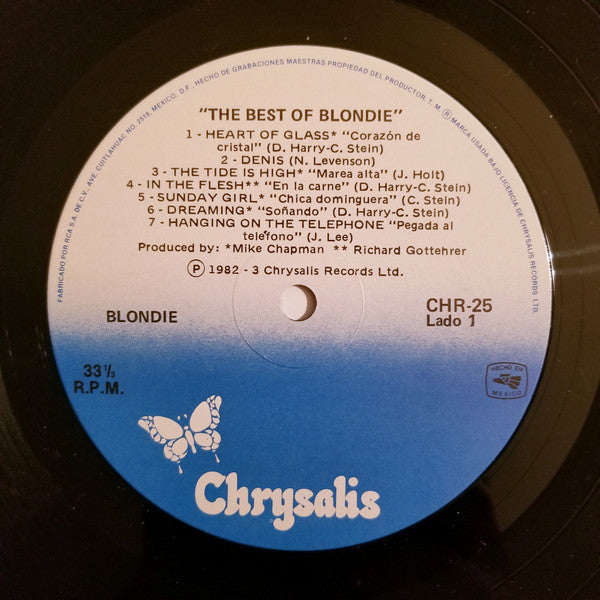 FABRICADO POR RCA S.A. DE C.V. AVE. CUITLAHUAC NO. 2519, MEXICO, D.F., HECHO DE GRABACIONES MAESTRAS PROPIEDAD DEL PRODUCTOR, T. M. ® MARCA USADA BAJO LICENCIA DE CHRYSALIS RECORDS LTD.
"THE BEST OF BLONDIE"
1 - HEART OF GLASS* "Corazón de
cristal" (D. Harry-C. Stein)
2 - DENIS (N. Levenson)
3 - THE TIDE IS HIGH* "Marea alta" (J. Holt)
4 - IN THE FLESH** "En la carne" (D. Harry-C. Stein)
5 - SUNDAY GIRL* "Chica dominguera" (C. Stein)
6 - DREAMING* "Soñando" (D. Harry-C. Stein)
7 - HANGING ON THE TELEPHONE "Pegada al
teléfono" (J. Lee)
Produced by: *Mike Chapman ** Richard Gottehrer
Ⓟ 1982 - 3 Chrysalis Records Ltd.
BLONDIE
CHR-25
Lado 1
33 ⅓
R.P.M.
HECHO EN
MEXICO
Chrysalis